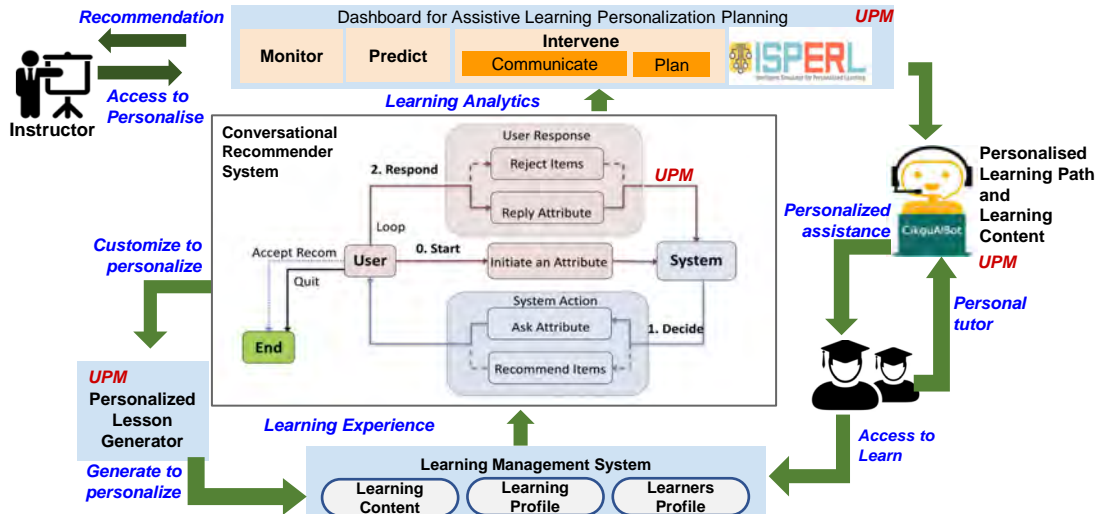 Recommendation
Dashboard for Assistive Learning Personalization Planning
UPM
Monitor
Predict
Intervene
Communicate
Plan
ISPERL
Access to
Personalise
Instructor
Learning Analytics
Conversational
Recommender
System
User Response
Reject Items
2. Respond
Reply Attribute
UPM
Loop
0. Start
Accept Recom
User
Initiate an Attribute
System
Quit
System Action
Ask Attribute
1. Decide
End
Recommend Items
Personalised
Learning Path
and
Learning
Content
UPM
CikguAIBot
Personalized
assistance
Personal
tutor
Customize to
personalize
UPM
Personalized
Lesson
Generator
Generate to
personalize
Learning Experience
Access to
Learn
Learning Management System
Learning
Content
Learning
Profile
Learners
Profile